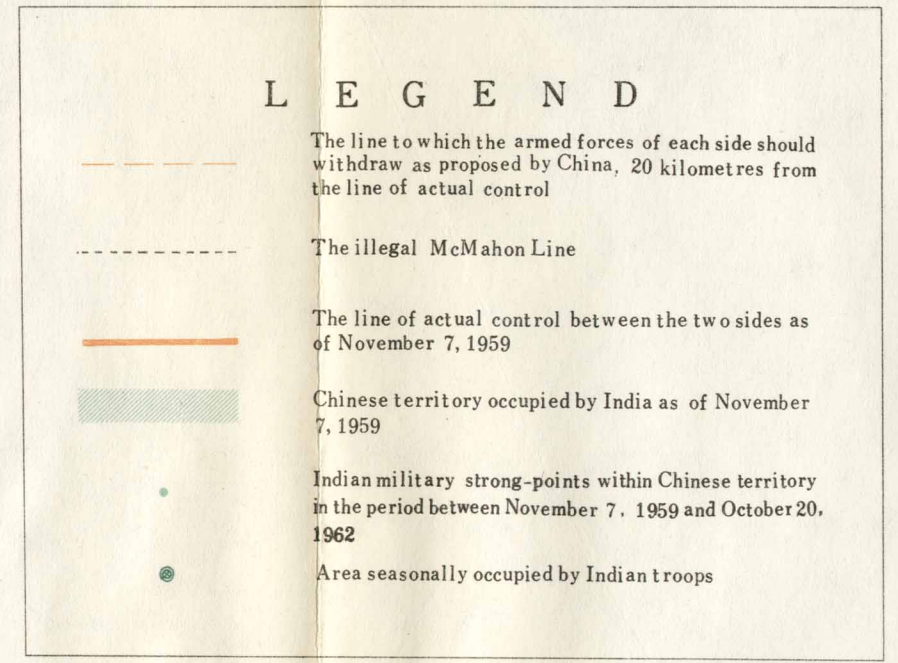 LEGEND
The line to which the armed forces of each side should
withdraw as proposed by China, 20 kilometres from
the line of actual control
The illegal McMahon Line
The line of actual control between the two sides as
of November 7, 1959
Chinese territory occupied by India as of November
7, 1959
Indian military strong-points within Chinese territory
in the period between November 7, 1959 and October 20,
1962
Area seasonally occupied by Indian troops